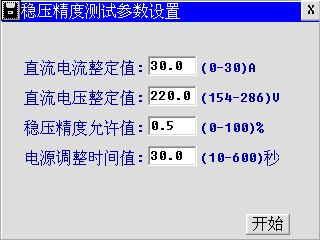 稳压精度测试参数设置 X
直流电流整定值: 30.0 (0-30)A
直流电压整定值: 220.0 (154-286)V
稳压精度允许值: 0.5 (0-100)%
电源调整时间值: 30.0 (10-600)秒
开始